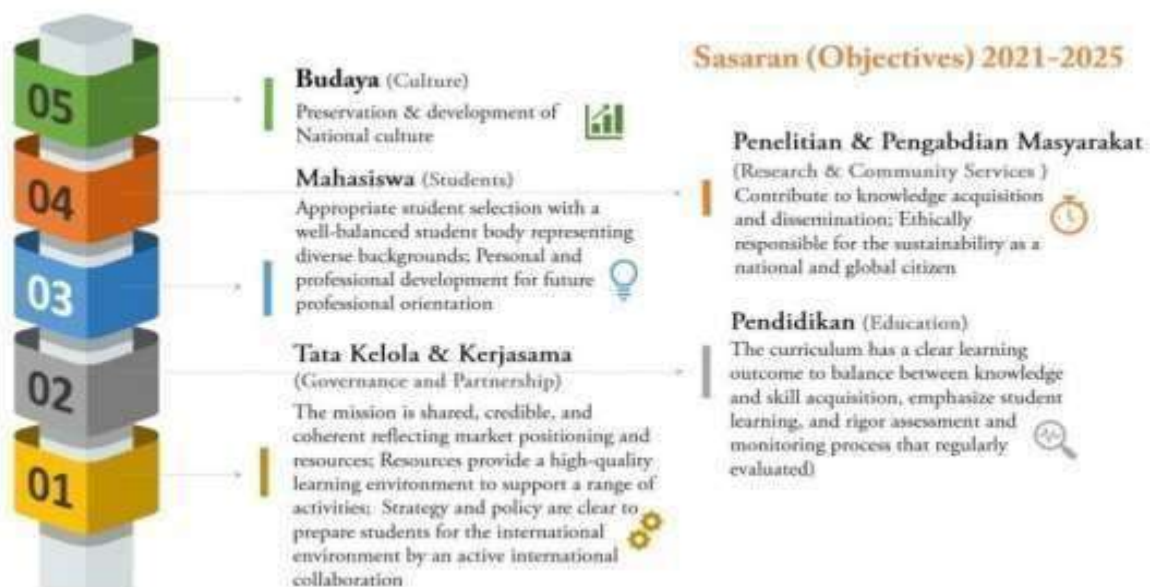 Sasaran (Objectives) 2021-2025
05
Budaya (Culture)
Preservation & development of
National culture
04
Penelitian & Pengabdian Masyarakat
(Research & Community Services )
Contribute to knowledge acquisition
and dissemination; Ethically
responsible for the sustainability as a
national and global citizen
03
Mahasiswa (Students)
Appropriate student selection with a
well-balanced student body representing
diverse backgrounds; Personal and
professional development for future
professional orientation
02
Pendidikan (Education)
The curriculum has a clear learning
outcome to balance between knowledge
and skill acquisition, emphasize student
learning, and rigor assessment and
monitoring process that regularly
evaluated)
01
Tata Kelola & Kerjasama
(Governance and Partnership)
The mission is shared, credible, and
coherent reflecting market positioning and
resources; Resources provide a high-quality
learning environment to support a range of
activities; Strategy and policy are clear to
prepare students for the international
environment by an active international
collaboration